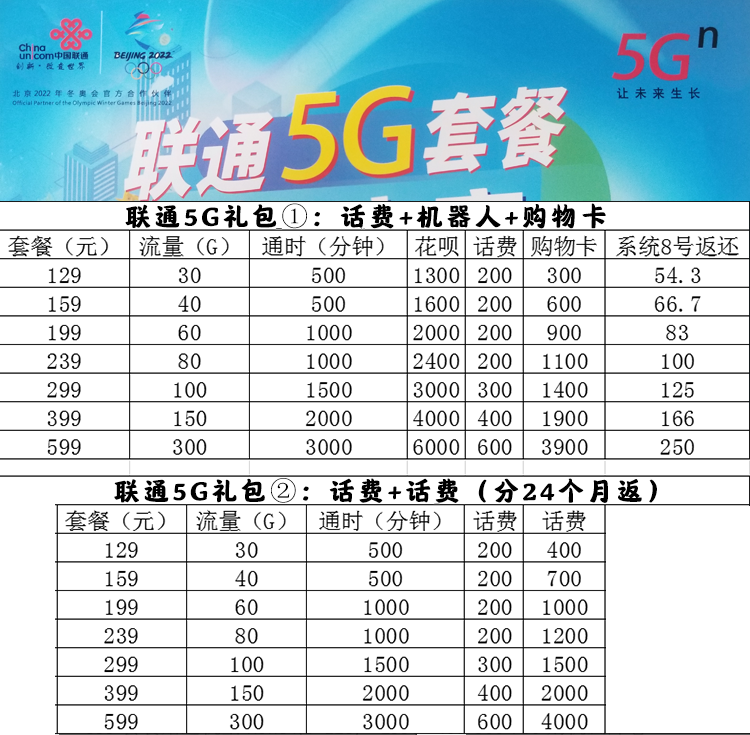 China
unicom中国联通
创新·改变世界
BEIJING 2022
北京2022年冬奥会官方合作伙伴
Official Partner of the Olympic Winter Games Beijing 2022
5Gⁿ
让未来生长
联通5G套餐
联通5G礼包①：话费+机器人+购物卡
套餐（元） 流量（G） 通时（分钟） 花呗 话费 购物卡 系统8号返还
129 30 500 1300 200 300 54.3
159 40 500 1600 200 600 66.7
199 60 1000 2000 200 900 83
239 80 1000 2400 200 1100 100
299 100 1500 3000 300 1400 125
399 150 2000 4000 400 1900 166
599 300 3000 6000 600 3900 250
联通5G礼包②：话费+话费（分24个月返）
套餐（元） 流量（G） 通时（分钟） 话费 话费
129 30 500 200 400
159 40 500 200 700
199 60 1000 200 1000
239 80 1000 200 1200
299 100 1500 300 1500
399 150 2000 400 2000
599 300 3000 600 4000